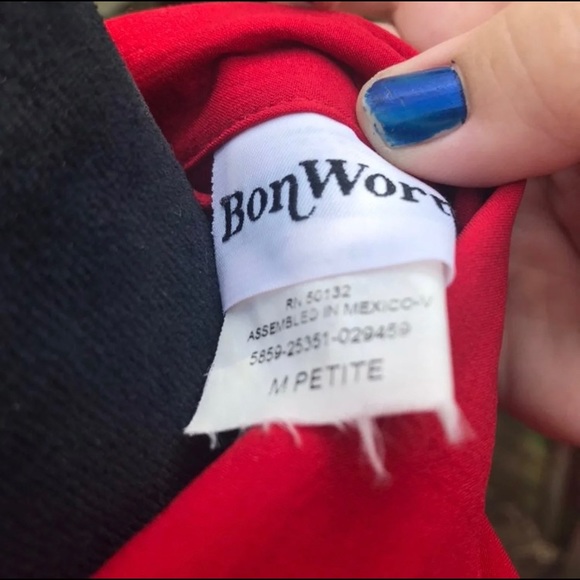 BonWort
RN 50132
ASSEMBLED IN MEXICO-V
5859-25351-029459
M PETITE